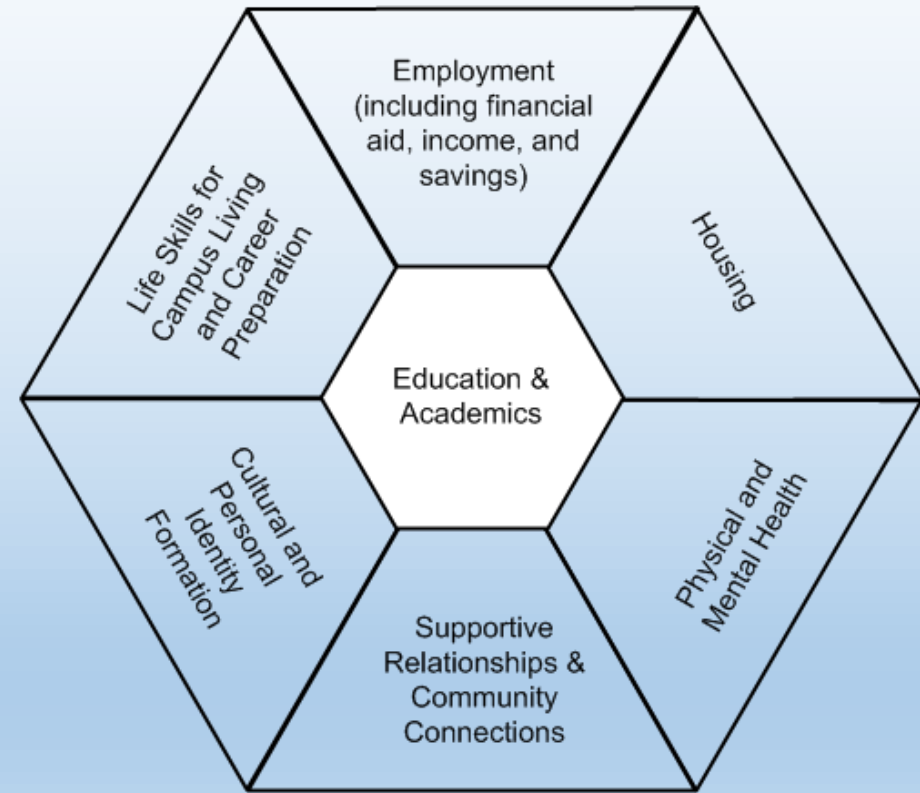 Employment
(including financial
aid, income, and
savings)
Housing
Physical and
Mental Health
Supportive
Relationships &
Community
Connections
Cultural and
Personal
Identity
Formation
Life Skills for
Campus Living
and Career
Preparation
Education &
Academics